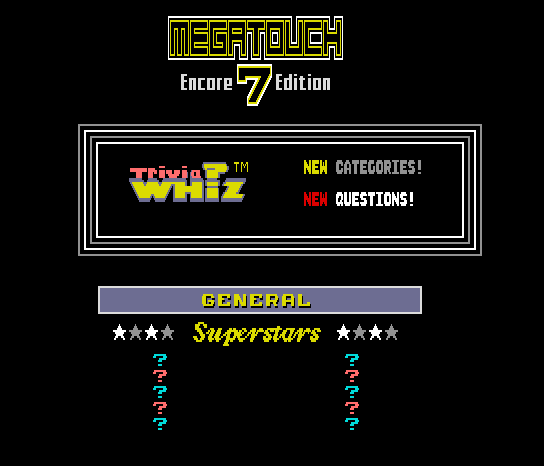 MEGATOUCH
Encore 7 Edition
Trivia ? ™ NEW CATEGORIES!
WHiZ NEW QUESTIONS!
GENERAL
Superstars
? ?
? ?
? ?
? ?
? ?